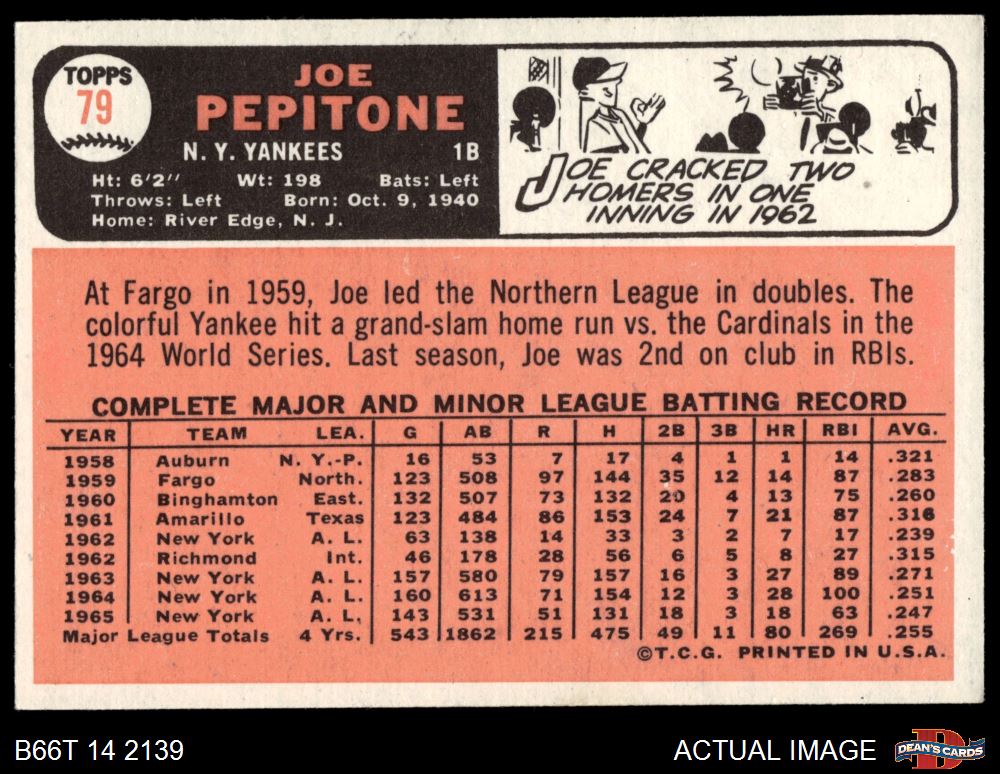 TOPPS
79
JOE
PEPITONE
N. Y. YANKEES 1B
Ht: 6'2" Wt: 198 Bats: Left
Throws: Left Born: Oct. 9, 1940
Home: River Edge, N. J.
JOE CRACKED TWO
HOMERS IN ONE
INNING IN 1962
At Fargo in 1959, Joe led the Northern League in doubles. The
colorful Yankee hit a grand-slam home run vs. the Cardinals in the
1964 World Series. Last season, Joe was 2nd on club in RBIs.
COMPLETE MAJOR AND MINOR LEAGUE BATTING RECORD
YEAR TEAM LEA. G AB R H 2B 3B HR RBI AVG.
1958 Auburn N. Y.-P. 16 53 7 17 4 1 1 14 .321
1959 Fargo North. 123 508 97 144 35 12 14 87 .283
1960 Binghamton East. 132 507 73 132 20 4 13 75 .260
1961 Amarillo Texas 123 484 86 153 24 7 21 87 .316
1962 New York A. L. 63 138 14 33 3 2 7 17 .239
1962 Richmond Int. 46 178 28 56 6 5 8 27 .315
1963 New York A. L. 157 580 79 157 16 3 27 89 .271
1964 New York A. L. 160 613 71 154 12 3 28 100 .251
1965 New York A. L. 143 531 51 131 18 3 18 63 .247
Major League Totals 4 Yrs. 543 1862 215 475 49 11 80 269 .255
©T.C.G. PRINTED IN U.S.A.
B66T 14 2139 ACTUAL IMAGE DEAN'S CARDS